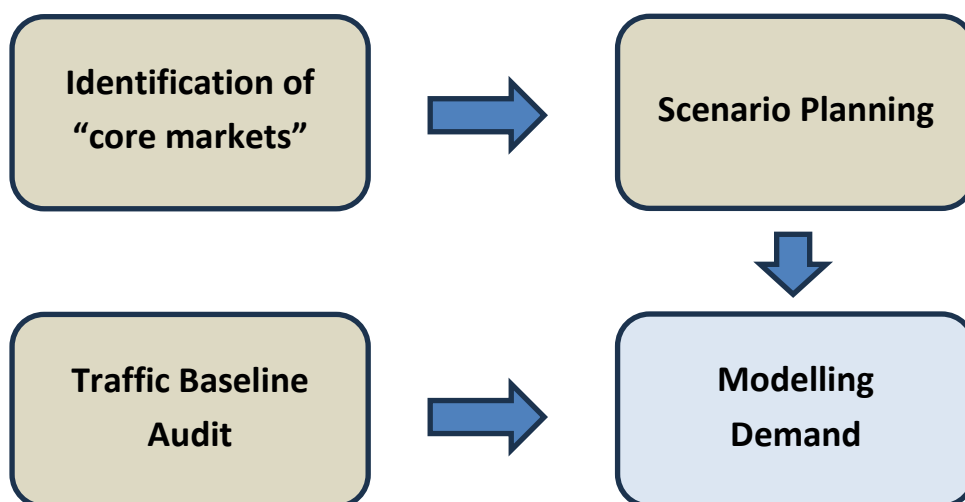 Identification of
“core markets”
Scenario Planning
Traffic Baseline
Audit
Modelling
Demand